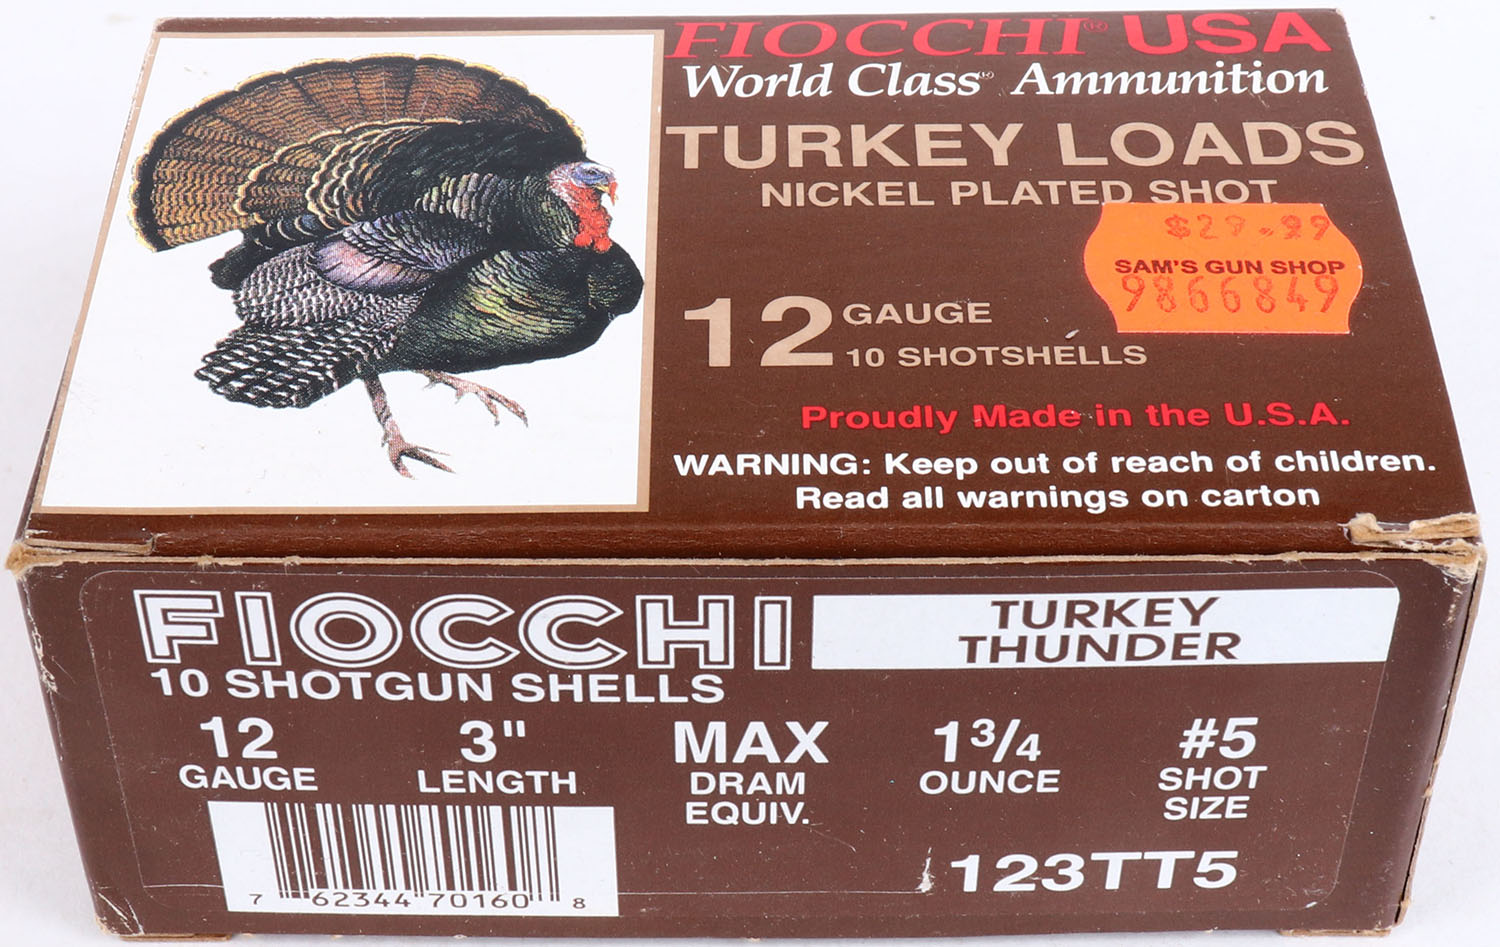 FIOCCHI® USA
World Class® Ammunition
TURKEY LOADS
NICKEL PLATED SHOT
$29.99
SAM'S GUN SHOP
9866849
12 GAUGE
10 SHOTSHELLS
Proudly Made in the U.S.A.
WARNING: Keep out of reach of children.
Read all warnings on carton
FIOCCHI
TURKEY
THUNDER
10 SHOTGUN SHELLS
12
GAUGE
3"
LENGTH
MAX
DRAM
EQUIV.
1 3/4
OUNCE
#5
SHOT
SIZE
7 62344 70160 8
123TT5